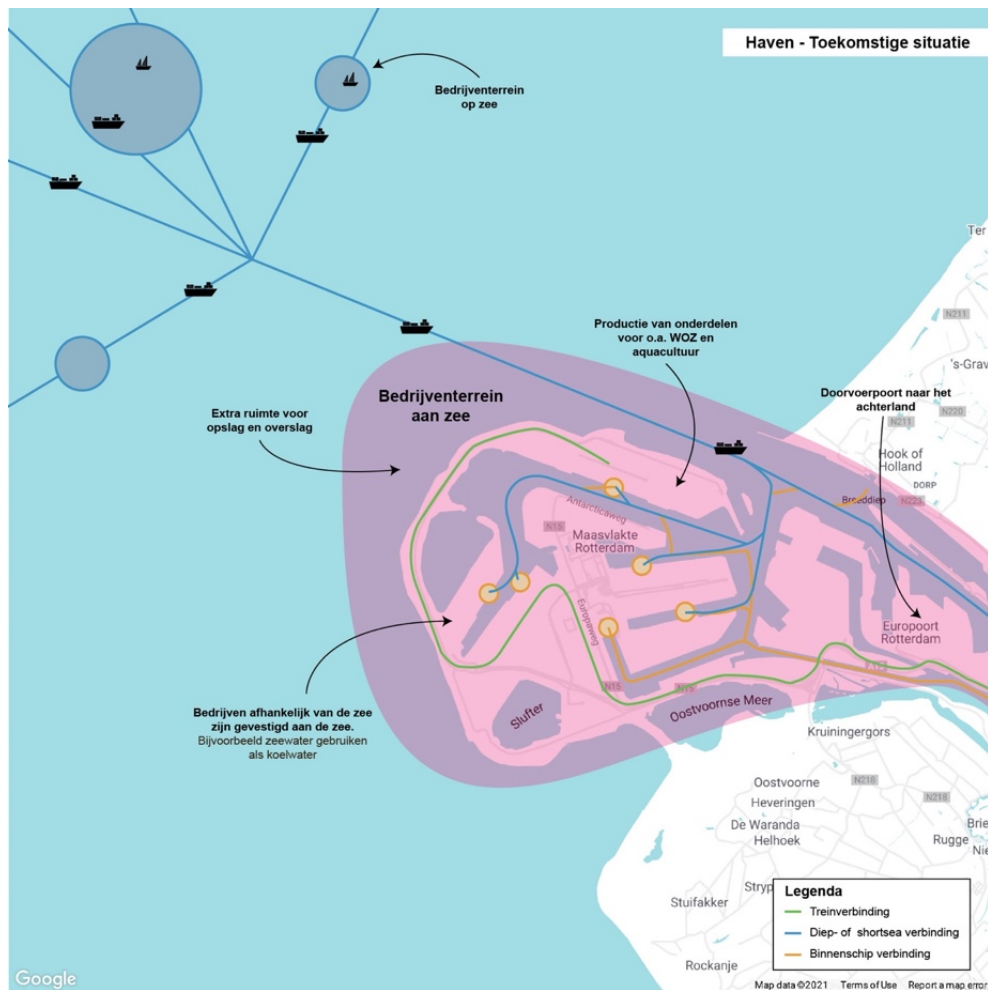 Haven - Toekomstige situatie
Bedrijventerrein
op zee
Ter
N211
's-Grav
Productie van onderdelen
voor o.a. WOZ en
aquacultuur
Doorvoerpoort naar het
achterland
N220
N211
Bedrijventerrein
aan zee
Extra ruimte voor
opslag en overslag
Hook of
Holland
DORP
Breeddiep
N223
Antarcticaweg
N15
Maasvlakte
Rotterdam
Europaweg
Europoort
Rotterdam
A15
N15
N15
Slufter
Oostvoornse Meer
Bedrijven afhankelijk van de zee
zijn gevestigd aan de zee.
Bijvoorbeeld zeewater gebruiken
als koelwater
Kruiningergors
Oostvoorne
N218
Heveringen
N218
De Waranda
Helhoek
Brie
Rugge
Nie
Stryp
Stuifakker
Rockanje
Legenda
Treinverbinding
Diep- of shortsea verbinding
Binnenschip verbinding
Google
Map data ©2021 Terms of Use Report a map error